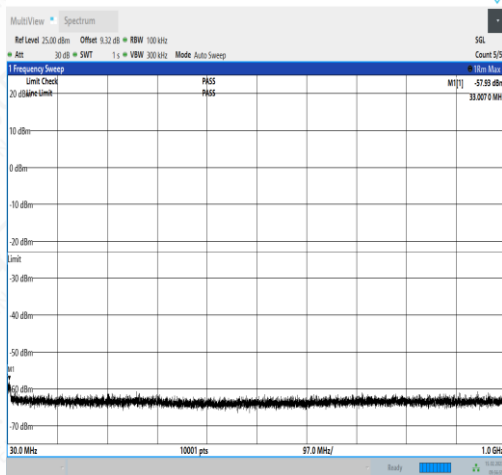 MultiView Spectrum
Ref Level 25.00 dBm Offset 9.32 dB RBW 100 kHz SGL
Att 30 dB SWT 1 s VBW 300 kHz Mode Auto Sweep Count 5/5
1 Frequency Sweep 1Rm Max
Limit Check PASS M1[1] -57.93 dBm
20 dBm Line Limit PASS 33.007 0 MHz
10 dBm
0 dBm
-10 dBm
-20 dBm
Limit
-30 dBm
-40 dBm
-50 dBm
M1
-60 dBm
-70 dBm
30.0 MHz 10001 pts 97.0 MHz/ 1.0 GHz
Ready